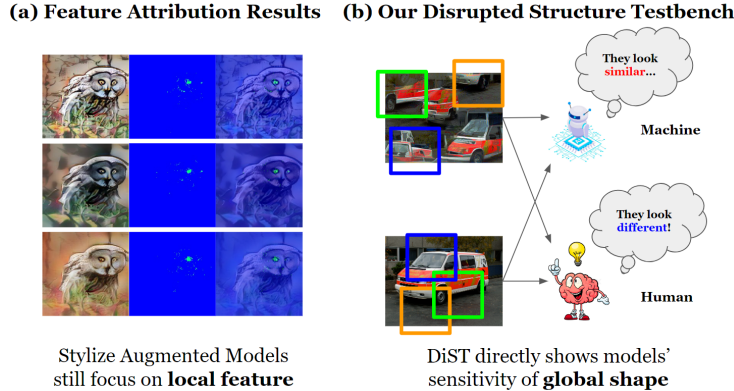 (a) Feature Attribution Results
(b) Our Disrupted Structure Testbench
They look
similar...
Machine
They look
different!
Human
Stylize Augmented Models
still focus on local feature
DiST directly shows models'
sensitivity of global shape